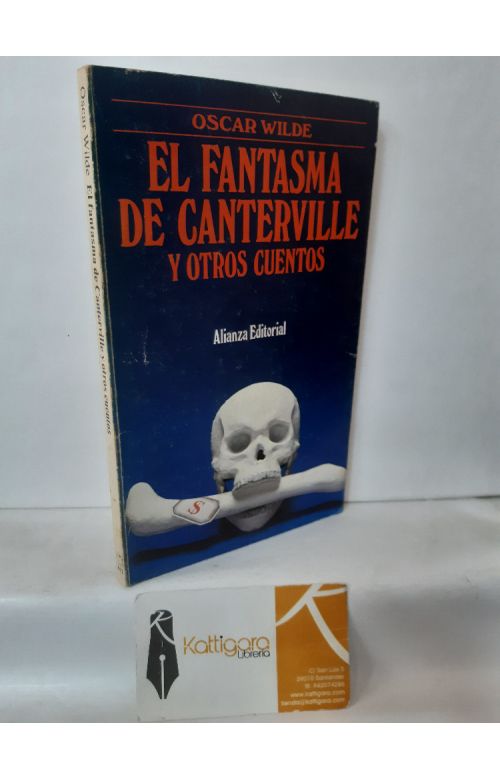 OSCAR WILDE
EL FANTASMA
DE CANTERVILLE
Y OTROS CUENTOS
Alianza Editorial
S
Oscar Wilde El fantasma de Canterville y otros cuentos
Kattigara
Librería
C/ San Luis 5
39010 Santander
www.kattigara.com
tienda@kattigara.com